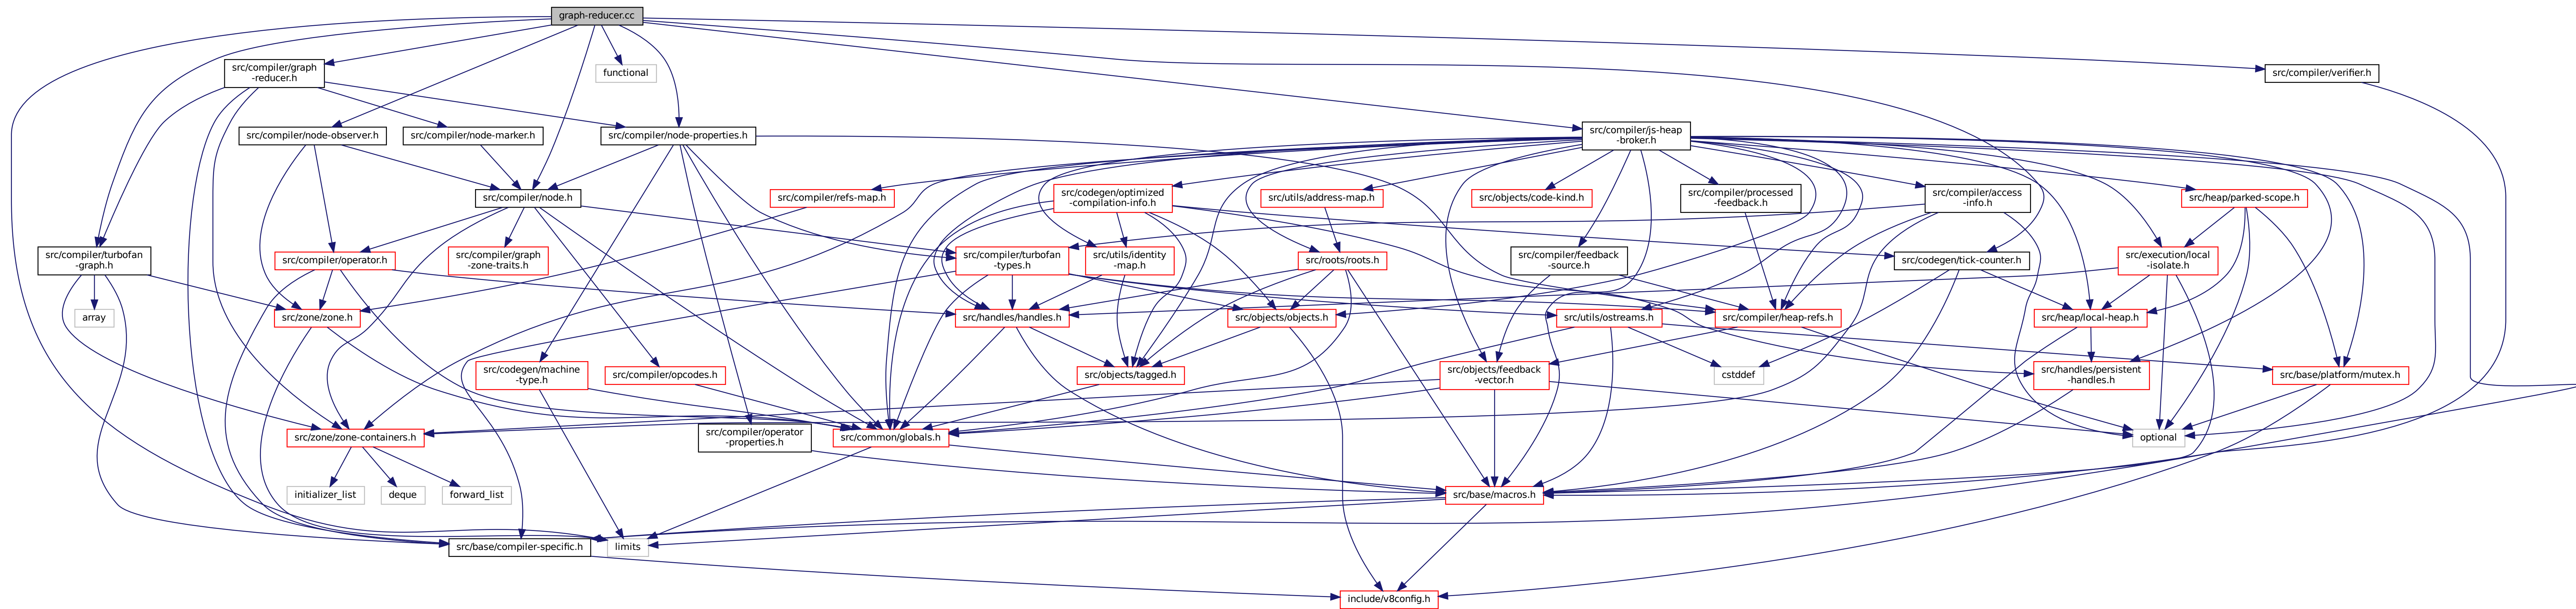 graph-reducer.cc
src/compiler/graph
-reducer.h
functional
src/compiler/verifier.h
src/compiler/node-observer.h
src/compiler/node-marker.h
src/compiler/node-properties.h
src/compiler/js-heap
-broker.h
src/compiler/node.h
src/compiler/refs-map.h
src/codegen/optimized
-compilation-info.h
src/utils/address-map.h
src/objects/code-kind.h
src/compiler/processed
-feedback.h
src/compiler/access
-info.h
src/heap/parked-scope.h
src/compiler/turbofan
-graph.h
src/compiler/operator.h
src/compiler/graph
-zone-traits.h
src/compiler/turbofan
-types.h
src/utils/identity
-map.h
src/roots/roots.h
src/compiler/feedback
-source.h
src/codegen/tick-counter.h
src/execution/local
-isolate.h
array
src/zone/zone.h
src/handles/handles.h
src/objects/objects.h
src/utils/ostreams.h
src/compiler/heap-refs.h
src/heap/local-heap.h
src/codegen/machine
-type.h
src/compiler/opcodes.h
src/objects/tagged.h
src/objects/feedback
-vector.h
cstddef
src/handles/persistent
-handles.h
src/base/platform/mutex.h
src/zone/zone-containers.h
src/compiler/operator
-properties.h
src/common/globals.h
optional
initializer_list
deque
forward_list
src/base/macros.h
src/base/compiler-specific.h
limits
include/v8config.h